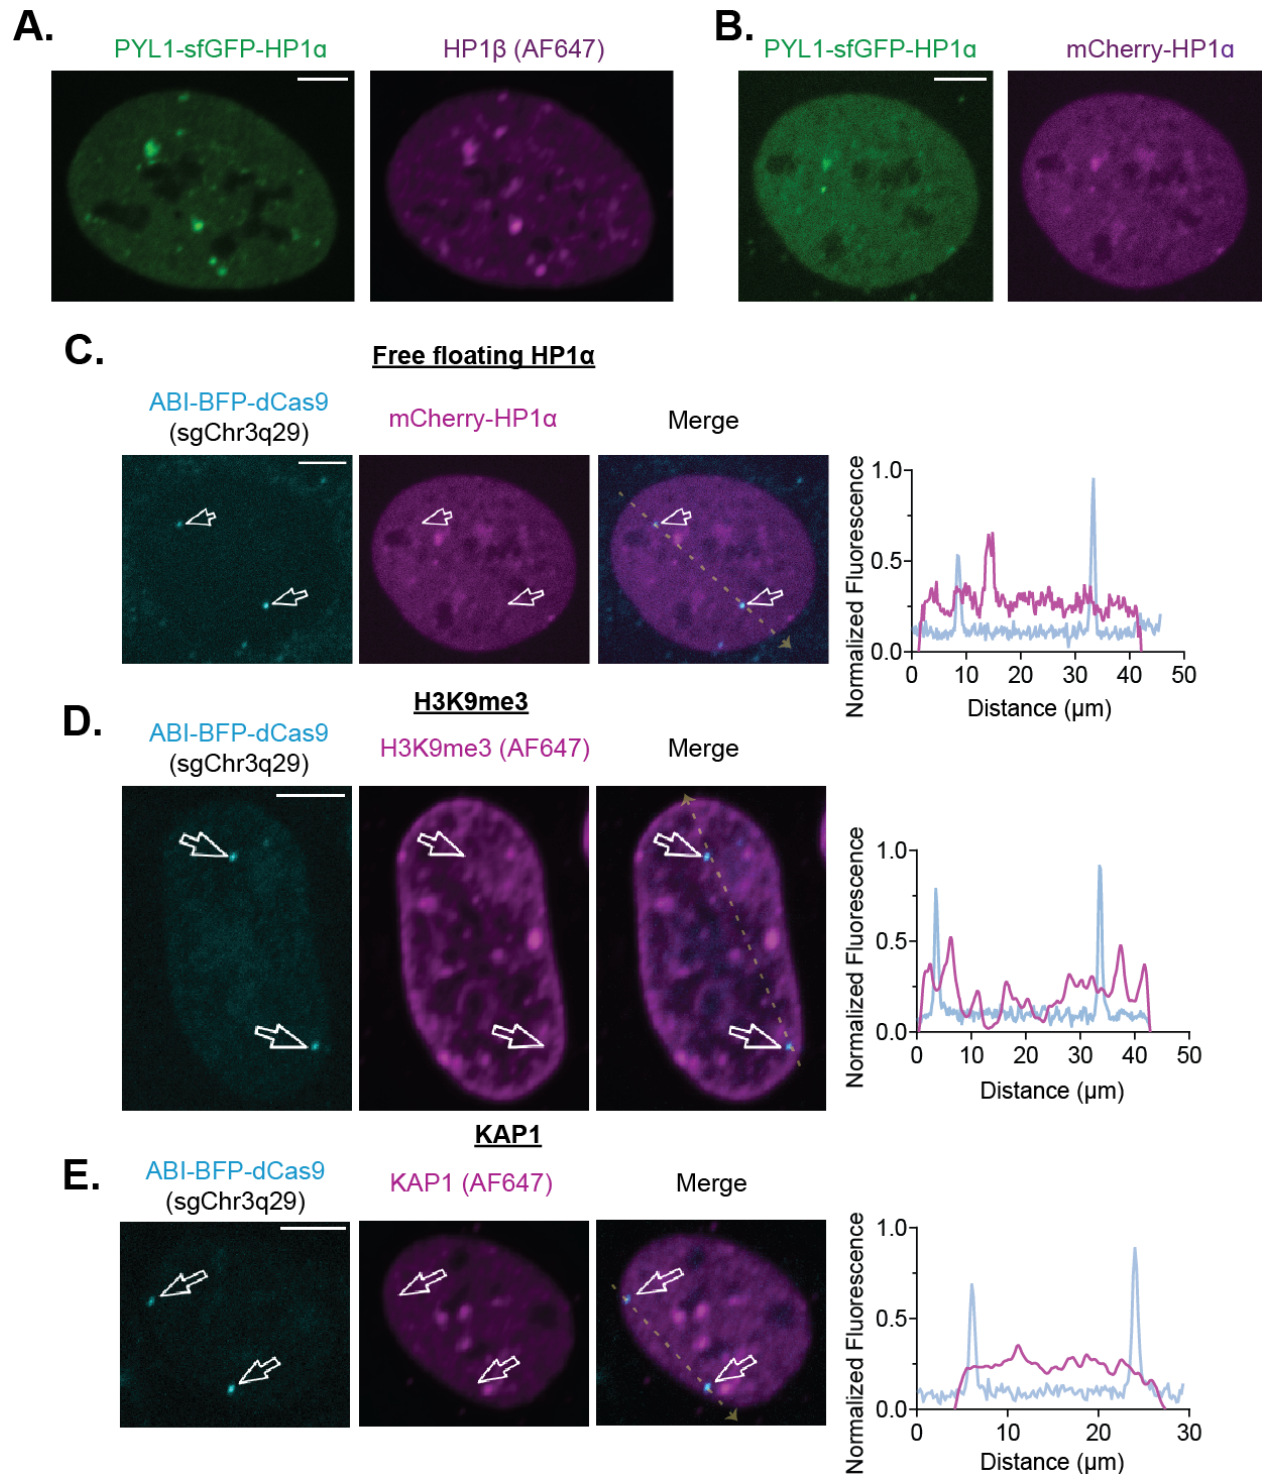 A.
PYL1-sfGFP-HP1α
HP1β (AF647)
B.
PYL1-sfGFP-HP1α
mCherry-HP1α
C.
Free floating HP1α
ABI-BFP-dCas9
(sgChr3q29)
mCherry-HP1α
Merge
Normalized Fluorescence
1.0
0.5
0.0
0 10 20 30 40 50
Distance (µm)
D.
H3K9me3
ABI-BFP-dCas9
(sgChr3q29)
H3K9me3 (AF647)
Merge
Normalized Fluorescence
1.0
0.5
0.0
0 10 20 30 40 50
Distance (µm)
E.
KAP1
ABI-BFP-dCas9
(sgChr3q29)
KAP1 (AF647)
Merge
Normalized Fluorescence
1.0
0.5
0.0
0 10 20 30
Distance (µm)